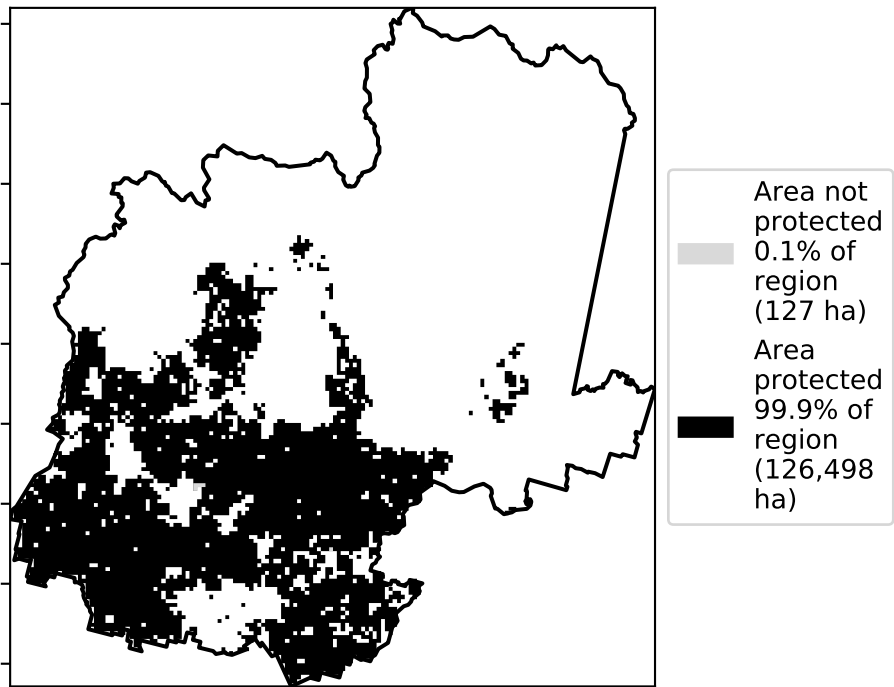 Area not
protected
0.1% of
region
(127 ha)
Area
protected
99.9% of
region
(126,498
ha)